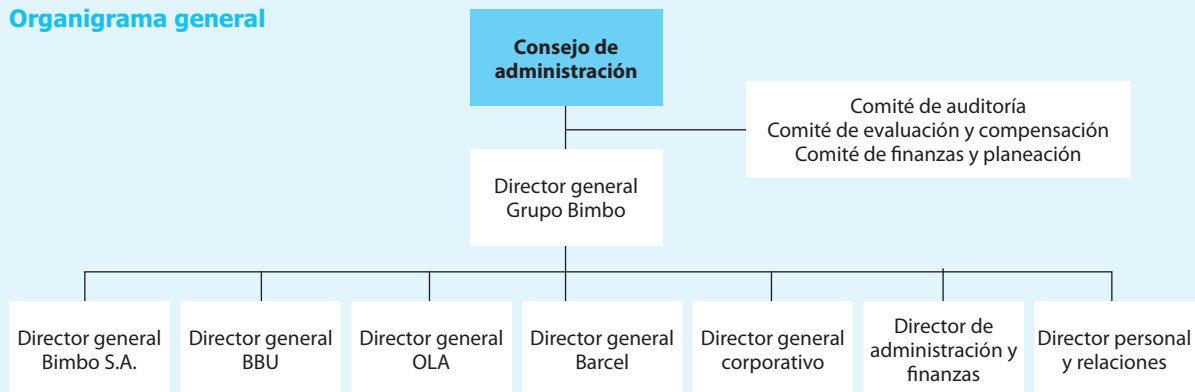 Organigrama general
Consejo de
administración
Comité de auditoría
Comité de evaluación y compensación
Comité de finanzas y planeación
Director general
Grupo Bimbo
Director general
Bimbo S.A.
Director general
BBU
Director general
OLA
Director general
Barcel
Director general
corporativo
Director de
administración y
finanzas
Director personal
y relaciones